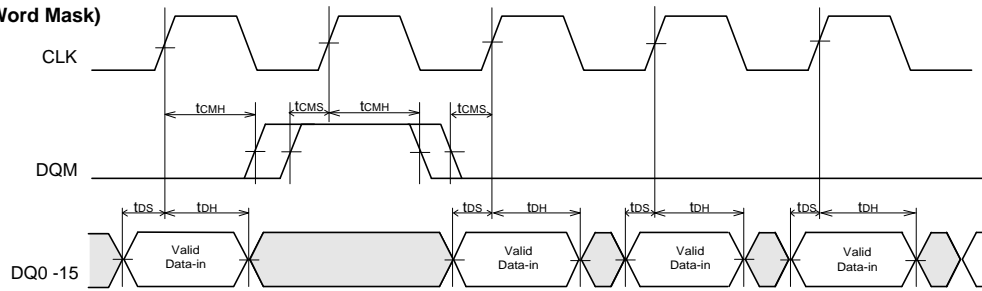 Word Mask)
CLK
tCMH tCMS tCMH tCMS
DQM
tDS tDH tDS tDH tDS tDH tDS tDH
Valid Data-in
Valid Data-in
Valid Data-in
Valid Data-in
DQ0 -15